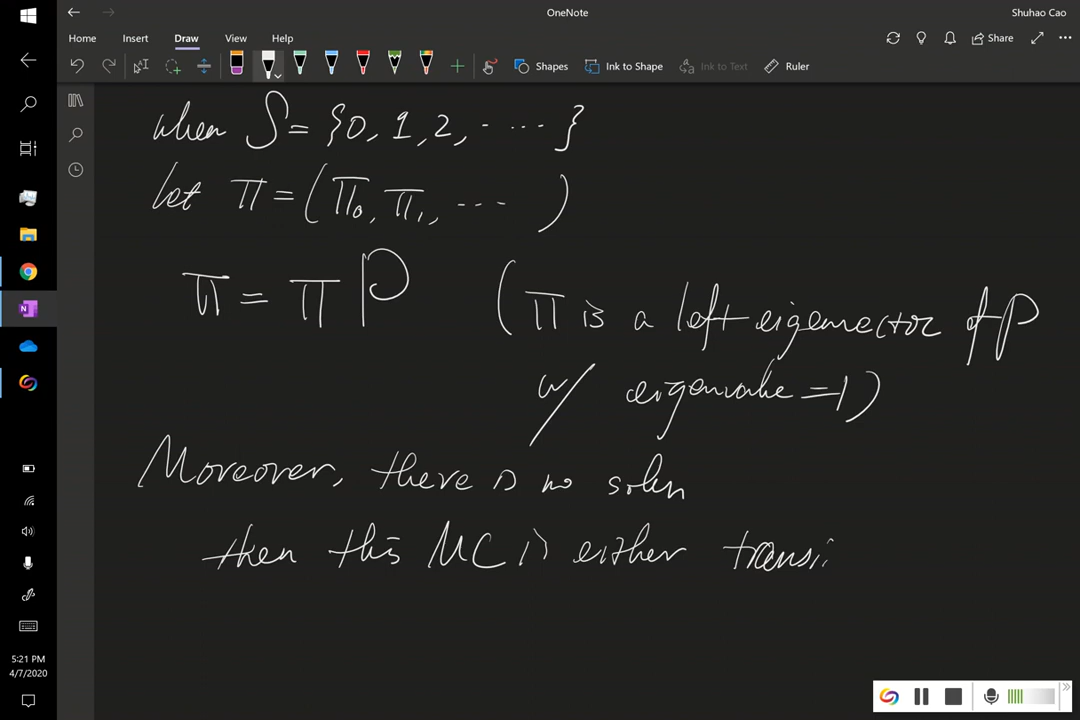 OneNote
Shuhao Cao
Home Insert Draw View Help
Share
Shapes Ink to Shape Ink to Text Ruler
when S = {0, 1, 2, ..... }
let π = (π₀, π₁, ... )
π = π P (π is a left eigenvector of P
w/ eigenvalue = 1)
Moreover, there is no soln
then this MC is either transi
5:21 PM
4/7/2020